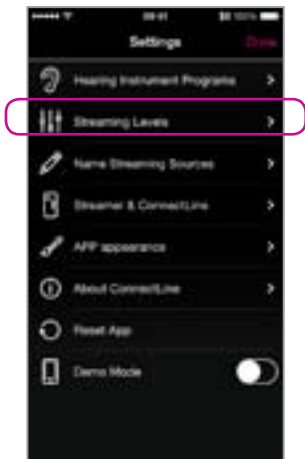 Settings
Done
Hearing Instrument Programs
Streaming Levels
Name Streaming Sources
Streamer & ConnectLine
APP appearance
About ConnectLine
Reset App
Demo Mode